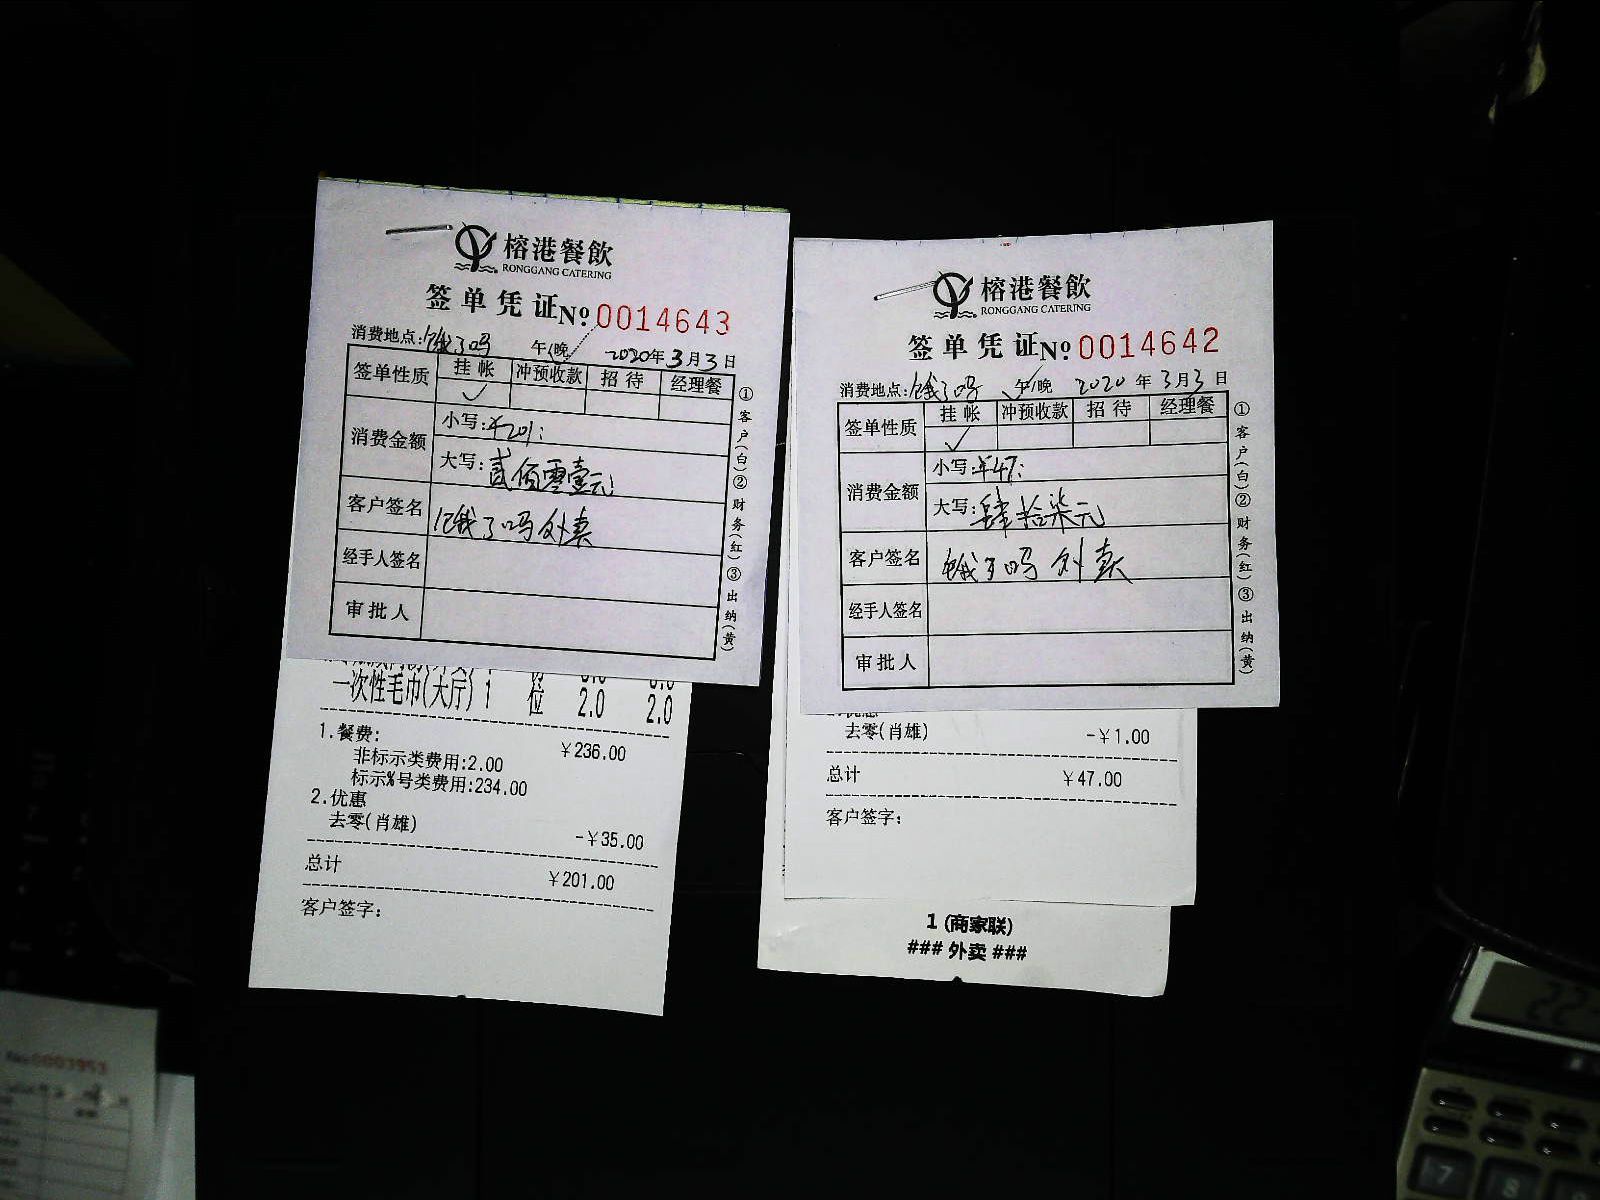 榕港餐飲
RONGGANG CATERING
签单凭证№ 0014643
消费地点:饿了吗 午/晚 2020年3月3日
签单性质 挂帐 冲预收款 招待 经理餐
✓
消费金额 小写:¥201:
大写:贰佰零壹元
客户签名 饿了吗外卖
经手人签名
审批人
①客户(白)②财务(红)③出纳(黄)
一次性毛巾(大厅) 1 位 2.0 2.0
1.餐费: ¥236.00
非标示类费用:2.00
标示%号类费用:234.00
2.优惠
去零(肖雄) -¥35.00
总计 ¥201.00
客户签字:
榕港餐飲
RONGGANG CATERING
签单凭证№ 0014642
消费地点:饿了吗 午/晚 2020年3月3日
签单性质 挂帐 冲预收款 招待 经理餐
✓
消费金额 小写:¥47:
大写:肆拾柒元
客户签名 饿了吗外卖
经手人签名
审批人
①客户(白)②财务(红)③出纳(黄)
去零(肖雄) -¥1.00
总计 ¥47.00
客户签字:
1 (商家联)
### 外卖 ###
No:0003953
7 8